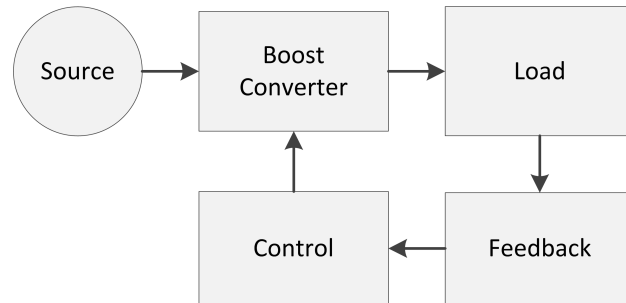 Source
Boost
Converter
Load
Control
Feedback